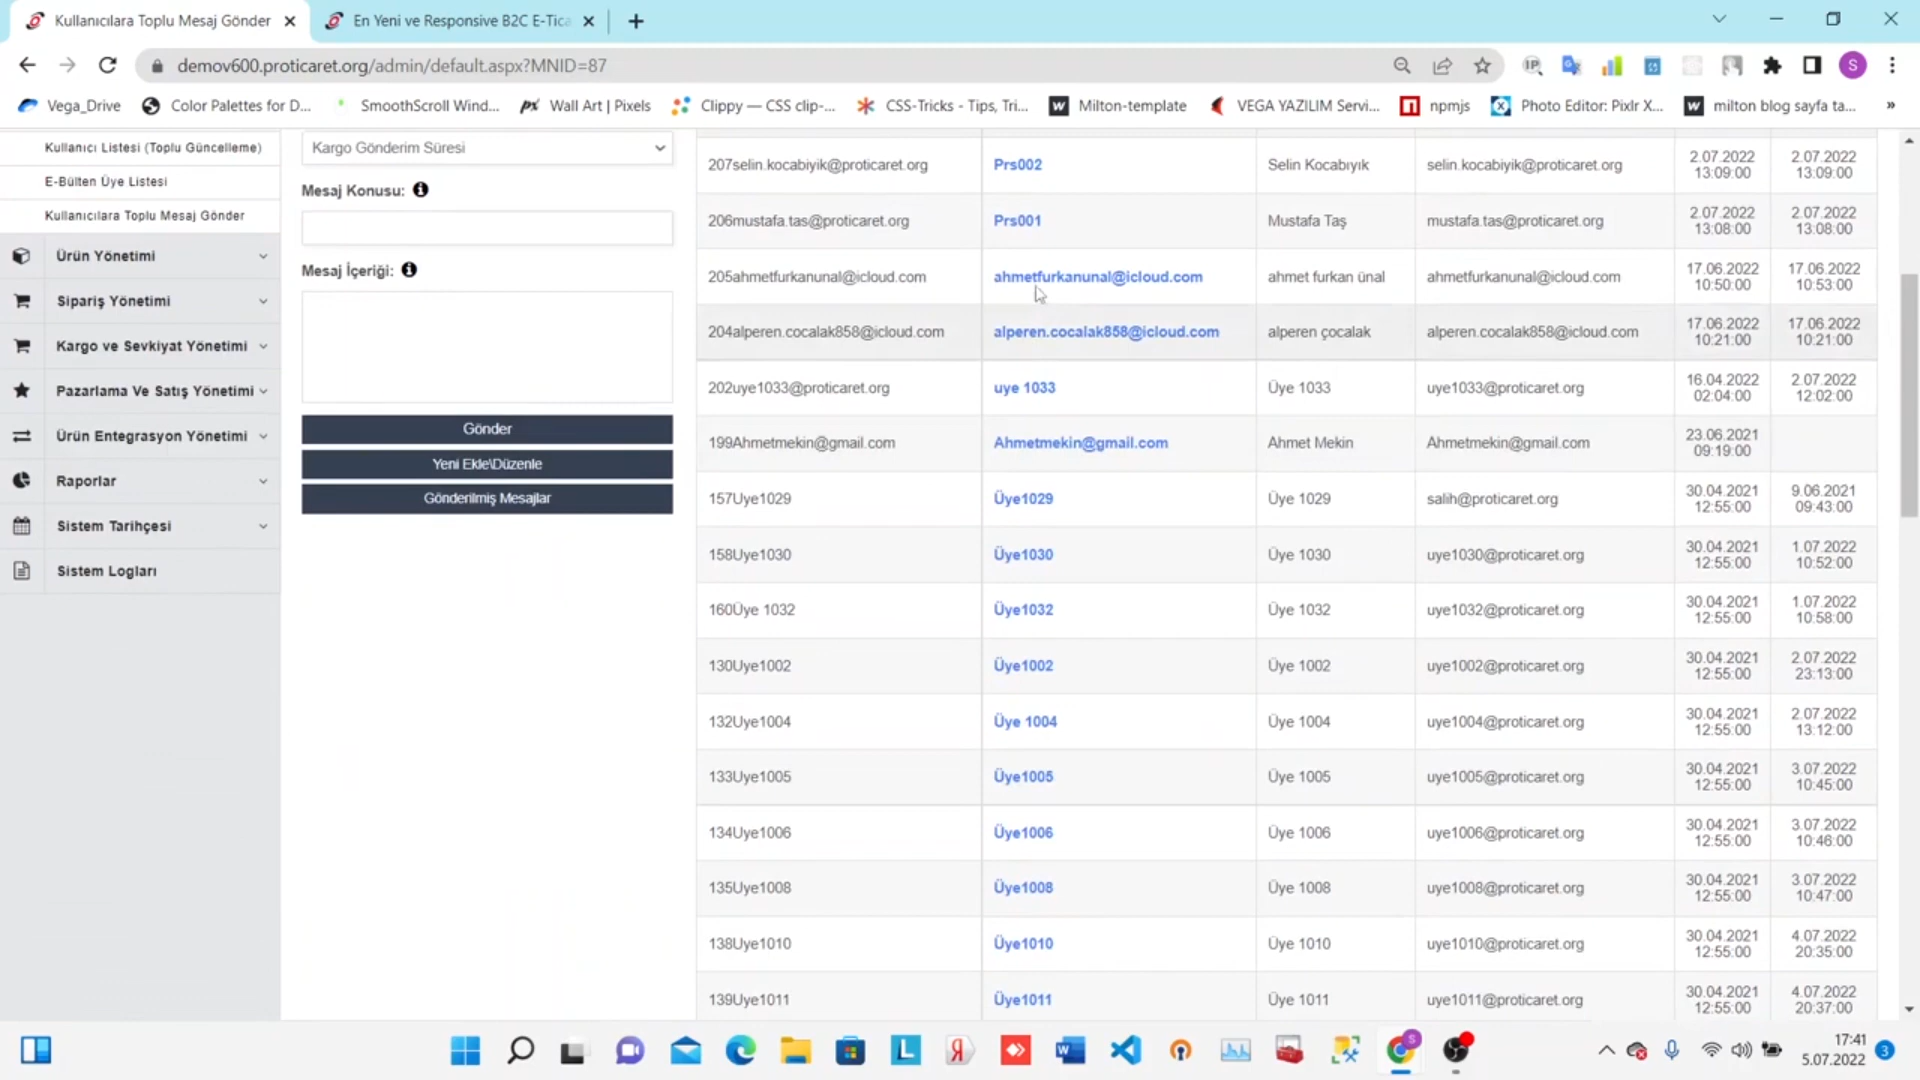 Kullanıcılara Toplu Mesaj Gönder
En Yeni ve Responsive B2C E-Tica
demov600.proticaret.org/admin/default.aspx?MNID=87
IP
S
Vega_Drive
Color Palettes for D...
SmoothScroll Wind...
px Wall Art | Pixels
Clippy — CSS clip-...
CSS-Tricks - Tips, Tri...
W Milton-template
VEGA YAZILIM Servi...
npmjs
Photo Editor: Pixlr X...
W milton blog sayfa ta...
»
Kullanıcı Listesi (Toplu Güncelleme)
E-Bülten Üye Listesi
Kullanıcılara Toplu Mesaj Gönder
Ürün Yönetimi
Sipariş Yönetimi
Kargo ve Sevkiyat Yönetimi
Pazarlama Ve Satış Yönetimi
Ürün Entegrasyon Yönetimi
Raporlar
Sistem Tarihçesi
Sistem Logları
Kargo Gönderim Süresi
Mesaj Konusu:
Mesaj İçeriği:
Gönder
Yeni Ekle\Düzenle
Gönderilmiş Mesajlar
207selin.kocabiyik@proticaret.org Prs002 Selin Kocabıyık selin.kocabiyik@proticaret.org 2.07.2022 13:09:00 2.07.2022 13:09:00
206mustafa.tas@proticaret.org Prs001 Mustafa Taş mustafa.tas@proticaret.org 2.07.2022 13:08:00 2.07.2022 13:08:00
205ahmetfurkanunal@icloud.com ahmetfurkanunal@icloud.com ahmet furkan ünal ahmetfurkanunal@icloud.com 17.06.2022 10:50:00 17.06.2022 10:53:00
204alperen.cocalak858@icloud.com alperen.cocalak858@icloud.com alperen çocalak alperen.cocalak858@icloud.com 17.06.2022 10:21:00 17.06.2022 10:21:00
202uye1033@proticaret.org uye 1033 Üye 1033 uye1033@proticaret.org 16.04.2022 02:04:00 2.07.2022 12:02:00
199Ahmetmekin@gmail.com Ahmetmekin@gmail.com Ahmet Mekin Ahmetmekin@gmail.com 23.06.2021 09:19:00
157Uye1029 Üye1029 Üye 1029 salih@proticaret.org 30.04.2021 12:55:00 9.06.2021 09:43:00
158Uye1030 Üye1030 Üye 1030 uye1030@proticaret.org 30.04.2021 12:55:00 1.07.2022 10:52:00
160Üye 1032 Üye1032 Üye 1032 uye1032@proticaret.org 30.04.2021 12:55:00 1.07.2022 10:58:00
130Uye1002 Üye1002 Üye 1002 uye1002@proticaret.org 30.04.2021 12:55:00 2.07.2022 23:13:00
132Uye1004 Üye 1004 Üye 1004 uye1004@proticaret.org 30.04.2021 12:55:00 2.07.2022 13:12:00
133Uye1005 Üye1005 Üye 1005 uye1005@proticaret.org 30.04.2021 12:55:00 3.07.2022 10:45:00
134Uye1006 Üye1006 Üye 1006 uye1006@proticaret.org 30.04.2021 12:55:00 3.07.2022 10:46:00
135Uye1008 Üye1008 Üye 1008 uye1008@proticaret.org 30.04.2021 12:55:00 3.07.2022 10:47:00
138Uye1010 Üye1010 Üye 1010 uye1010@proticaret.org 30.04.2021 12:55:00 4.07.2022 20:35:00
139Uye1011 Üye1011 Üye 1011 uye1011@proticaret.org 30.04.2021 12:55:00 4.07.2022 20:37:00
17:41
5.07.2022
3